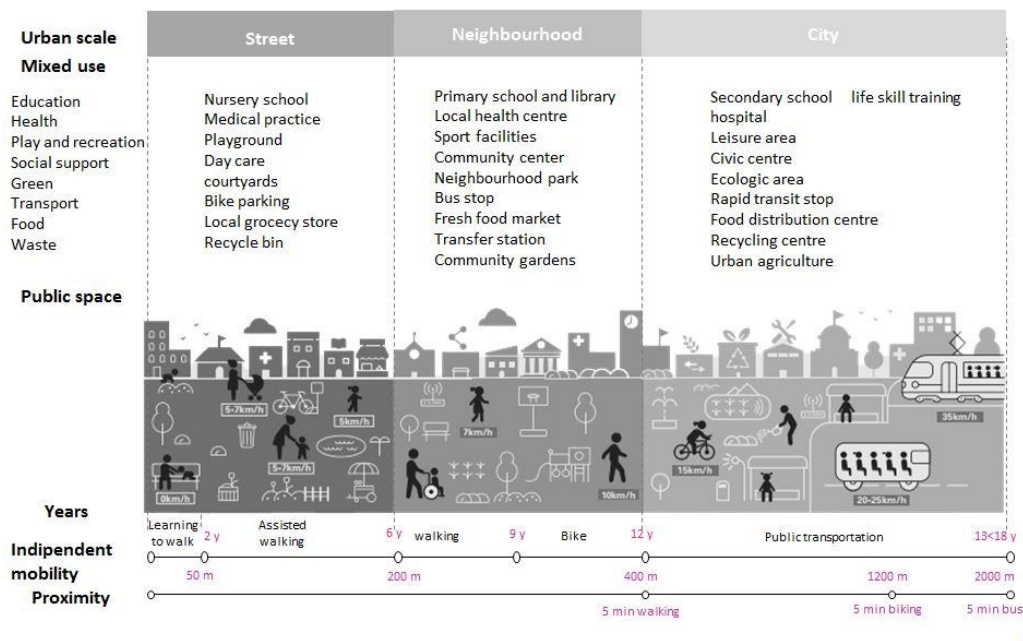 Urban scale
Street
Neighbourhood
City
Mixed use
Education
Health
Play and recreation
Social support
Green
Transport
Food
Waste
Nursery school
Medical practice
Playground
Day care
courtyards
Bike parking
Local grocecy store
Recycle bin
Primary school and library
Local health centre
Sport facilities
Community center
Neighbourhood park
Bus stop
Fresh food market
Transfer station
Community gardens
Secondary school life skill training
hospital
Leisure area
Civic centre
Ecologic area
Rapid transit stop
Food distribution centre
Recycling centre
Urban agriculture
Public space
5-7km/h
5km/h
5-7km/h
0km/h
7km/h
10km/h
15km/h
35km/h
20-25km/h
Years
Learning
to walk
2 y
Assisted
walking
6 y
walking
9 y
Bike
12 y
Public transportation
13<18 y
Indipendent
mobility
50 m
200 m
400 m
1200 m
2000 m
Proximity
5 min walking
5 min biking
5 min bus